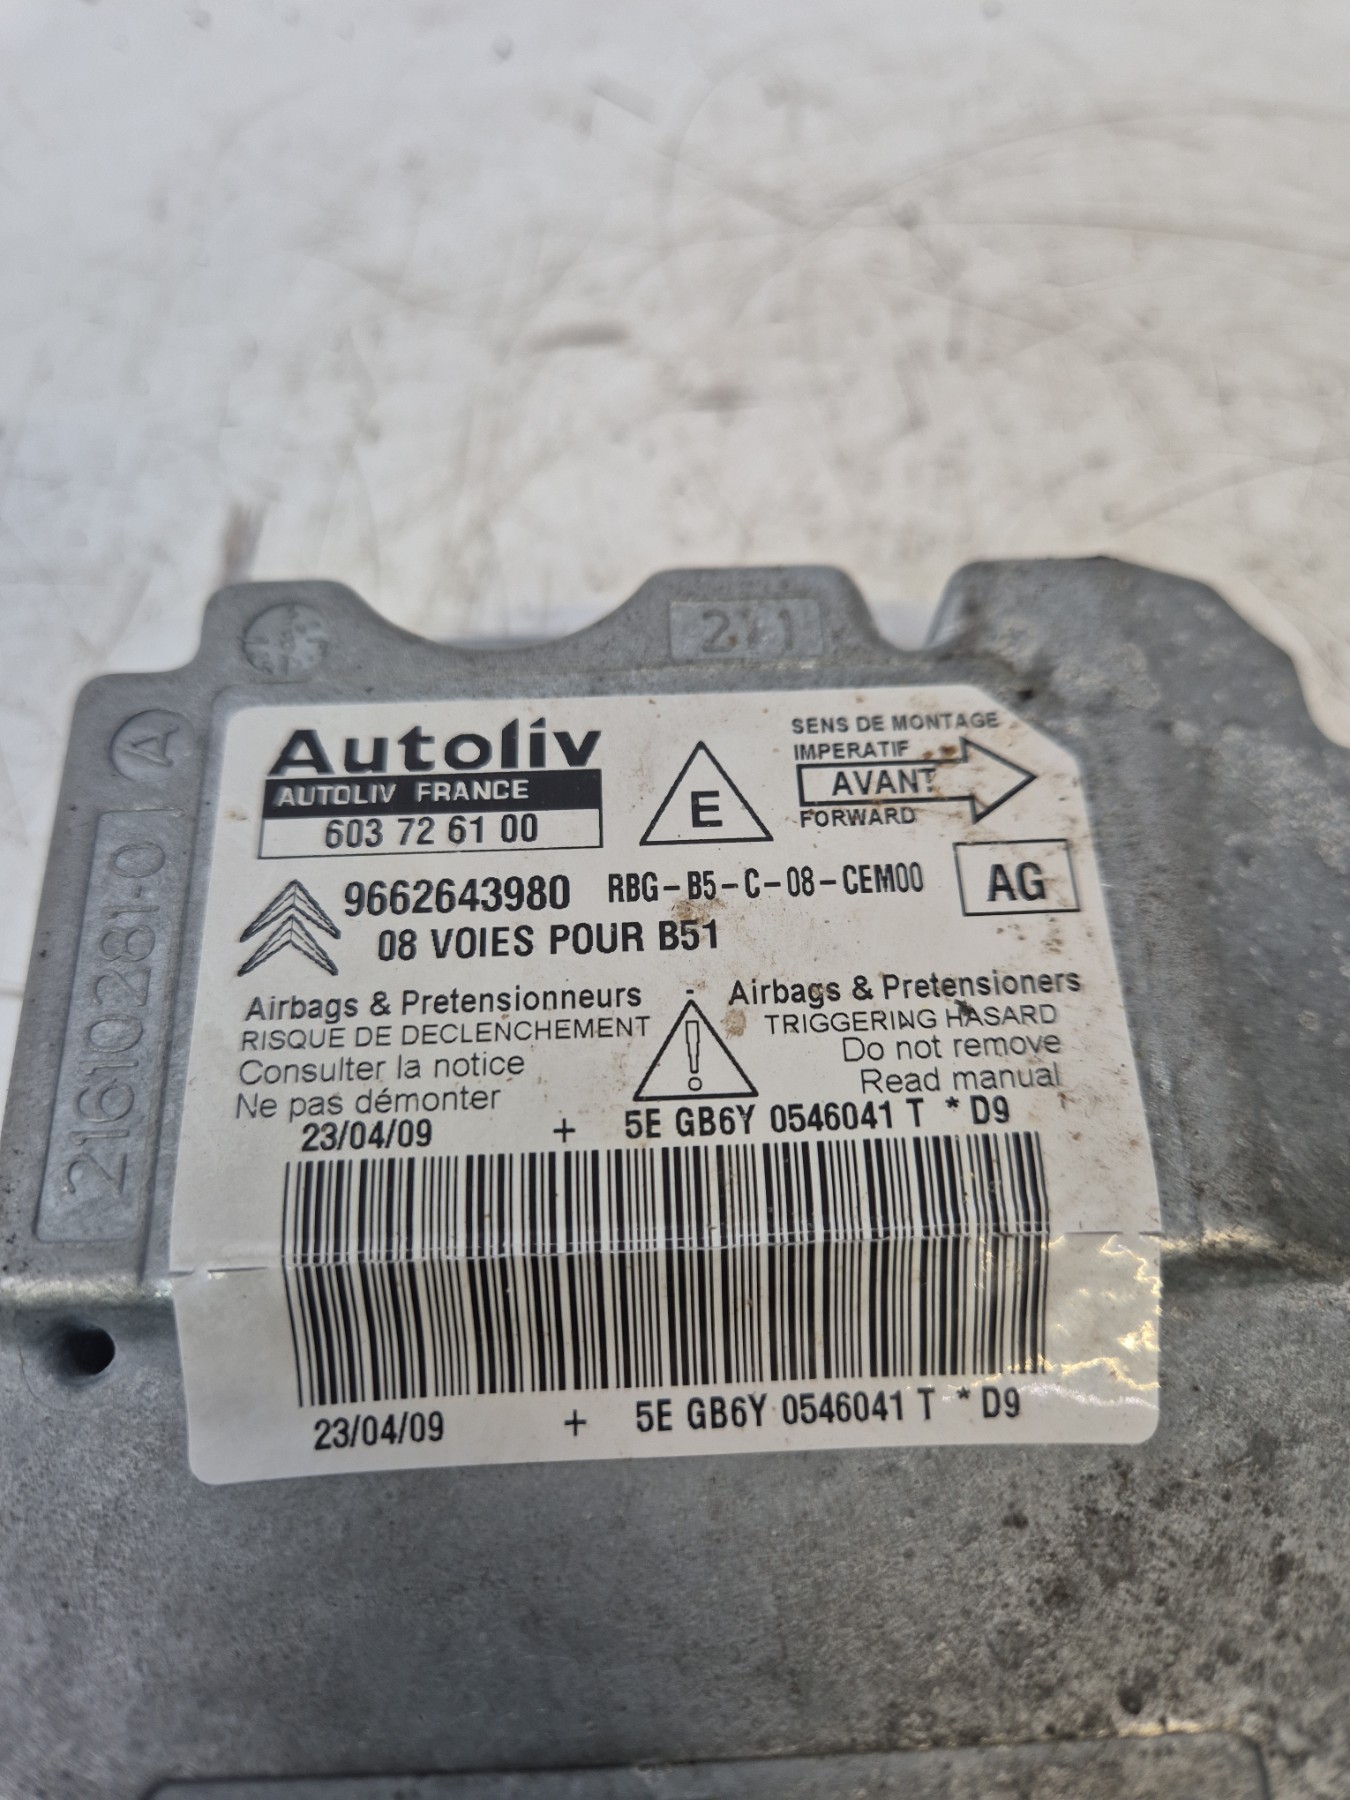 271
A
21610281-0
Autoliv
AUTOLIV FRANCE
603 72 61 00
E
SENS DE MONTAGE
IMPERATIF
AVANT
FORWARD
9662643980 RBG-B5-C-08-CEM00
AG
08 VOIES POUR B51
Airbags & Pretensionneurs
RISQUE DE DECLENCHEMENT
Consulter la notice
Ne pas démonter
!
- Airbags & Pretensioners
TRIGGERING HASARD
Do not remove
Read manual
23/04/09 + 5E GB6Y 0546041 T *D9
23/04/09 + 5E GB6Y 0546041 T *D9